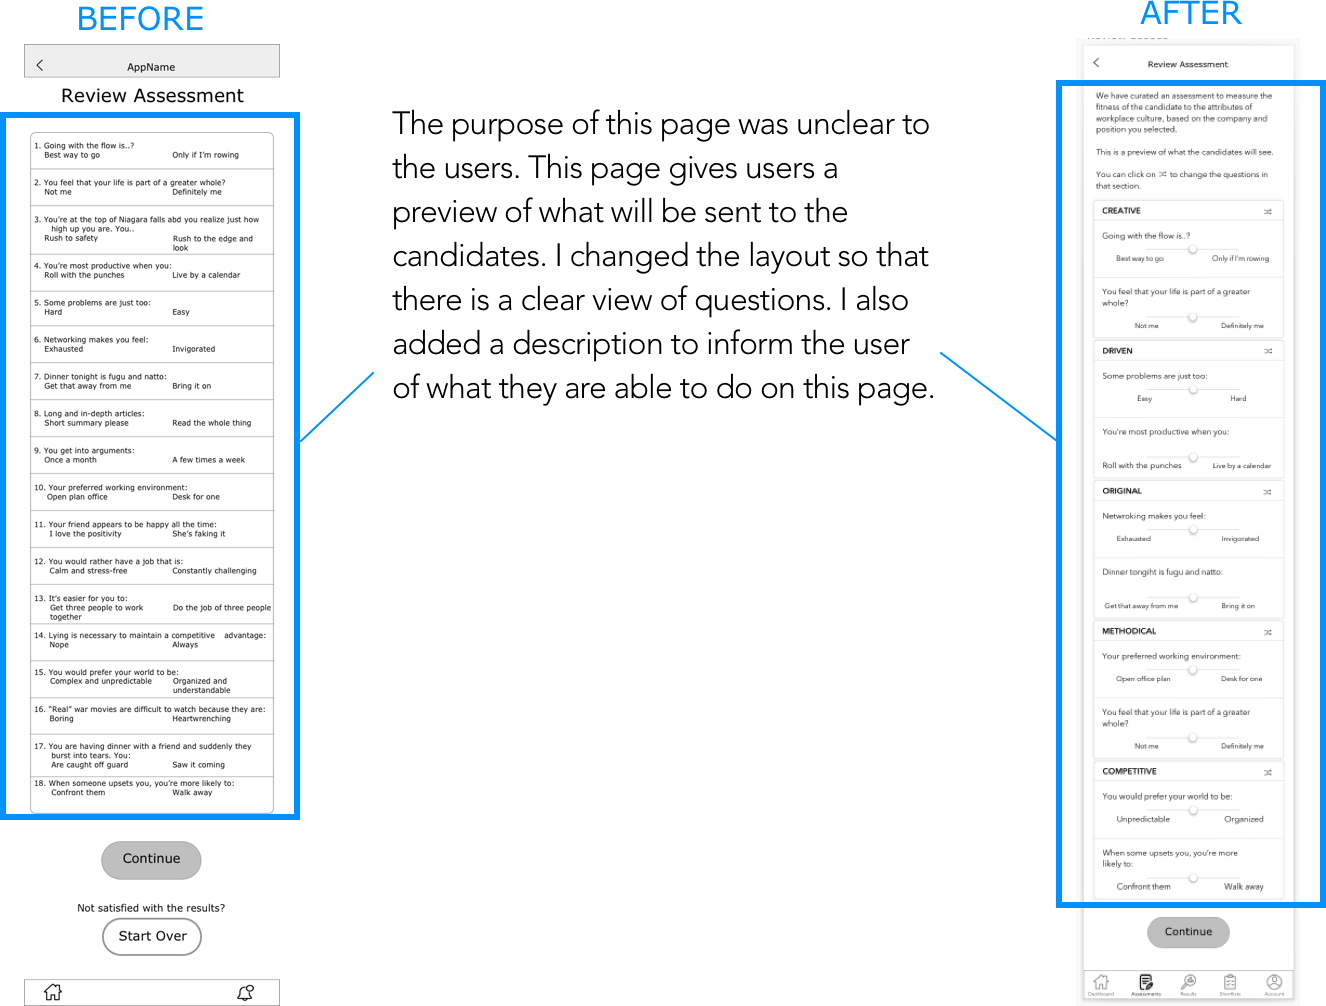 BEFORE
AppName
Review Assessment
1. Going with the flow is..?
Best way to go Only if I'm rowing
2. You feel that your life is part of a greater whole?
Not me Definitely me
3. You're at the top of Niagara falls abd you realize just how
high up you are. You..
Rush to safety Rush to the edge and
look
4. You're most productive when you:
Roll with the punches Live by a calendar
5. Some problems are just too:
Hard Easy
6. Networking makes you feel:
Exhausted Invigorated
7. Dinner tonight is fugu and natto:
Get that away from me Bring it on
8. Long and in-depth articles:
Short summary please Read the whole thing
9. You get into arguments:
Once a month A few times a week
10. Your preferred working environment:
Open plan office Desk for one
11. Your friend appears to be happy all the time:
I love the positivity She's faking it
12. You would rather have a job that is:
Calm and stress-free Constantly challenging
13. It's easier for you to:
Get three people to work Do the job of three people
together
14. Lying is necessary to maintain a competitive advantage:
Nope Always
15. You would prefer your world to be:
Complex and unpredictable Organized and
understandable
16. "Real" war movies are difficult to watch because they are:
Boring Heartwrenching
17. You are having dinner with a friend and suddenly they
burst into tears. You:
Are caught off guard Saw it coming
18. When someone upsets you, you're more likely to:
Confront them Walk away
Continue
Not satisfied with the results?
Start Over
The purpose of this page was unclear to
the users. This page gives users a
preview of what will be sent to the
candidates. I changed the layout so that
there is a clear view of questions. I also
added a description to inform the user
of what they are able to do on this page.
AFTER
Review Assessment
We have curated an assessment to measure the
fitness of the candidate to the attributes of
workplace culture, based on the company and
position you selected.
This is a preview of what the candidates will see.
You can click on to change the questions in
that section.
CREATIVE
Going with the flow is..?
Best way to go Only if I'm rowing
You feel that your life is part of a greater
whole?
Not me Definitely me
DRIVEN
Some problems are just too:
Easy Hard
You're most productive when you:
Roll with the punches Live by a calendar
ORIGINAL
Netwroking makes you feel:
Exhausted Invigorated
Dinner tongiht is fugu and natto:
Get that away from me Bring it on
METHODICAL
Your preferred working environment:
Open office plan Desk for one
You feel that your life is part of a greater
whole?
Not me Definitely me
COMPETITIVE
You would prefer your world to be:
Unpredictable Organized
When some upsets you, you're more
likely to:
Confront them Walk away
Continue
Dashboard Assessments Results Shortlists Account